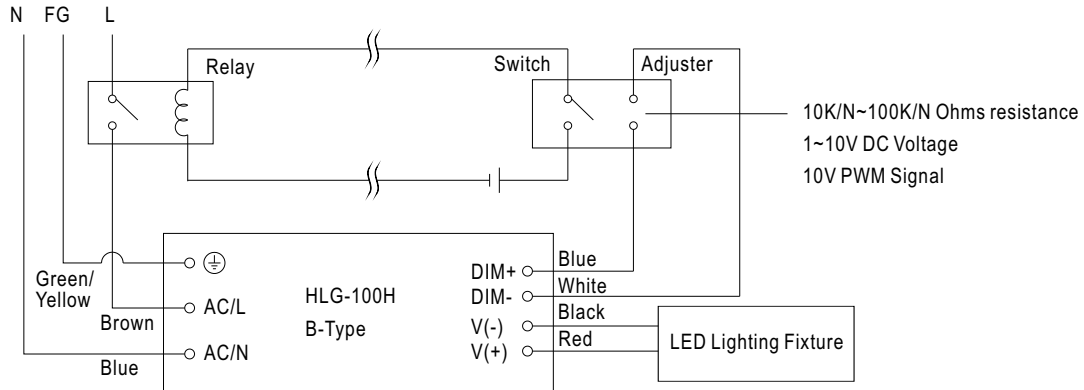 N FG L
Relay
Switch
Adjuster
10K/N~100K/N Ohms resistance
1~10V DC Voltage
10V PWM Signal
Green/
Yellow
Brown
Blue
AC/L
AC/N
HLG-100H
B-Type
DIM+
DIM-
V(-)
V(+)
Blue
White
Black
Red
LED Lighting Fixture